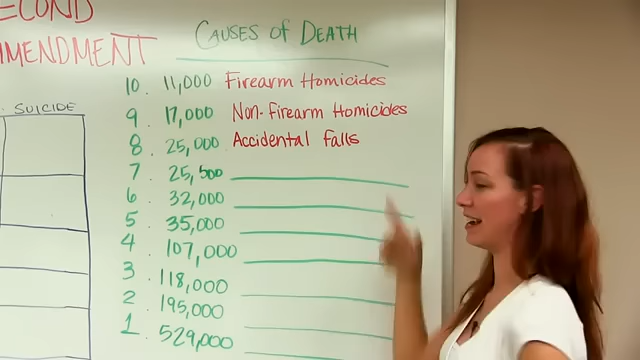 ECOND
MENDMENT
SUICIDE
CAUSES of DEATH
10. 11,000 Firearm Homicides
9. 17,000 Non-Firearm Homicides
8. 25,000 Accidental Falls
7. 25,500
6. 32,000
5. 35,000
4. 107,000
3. 118,000
2. 195,000
1. 529,000